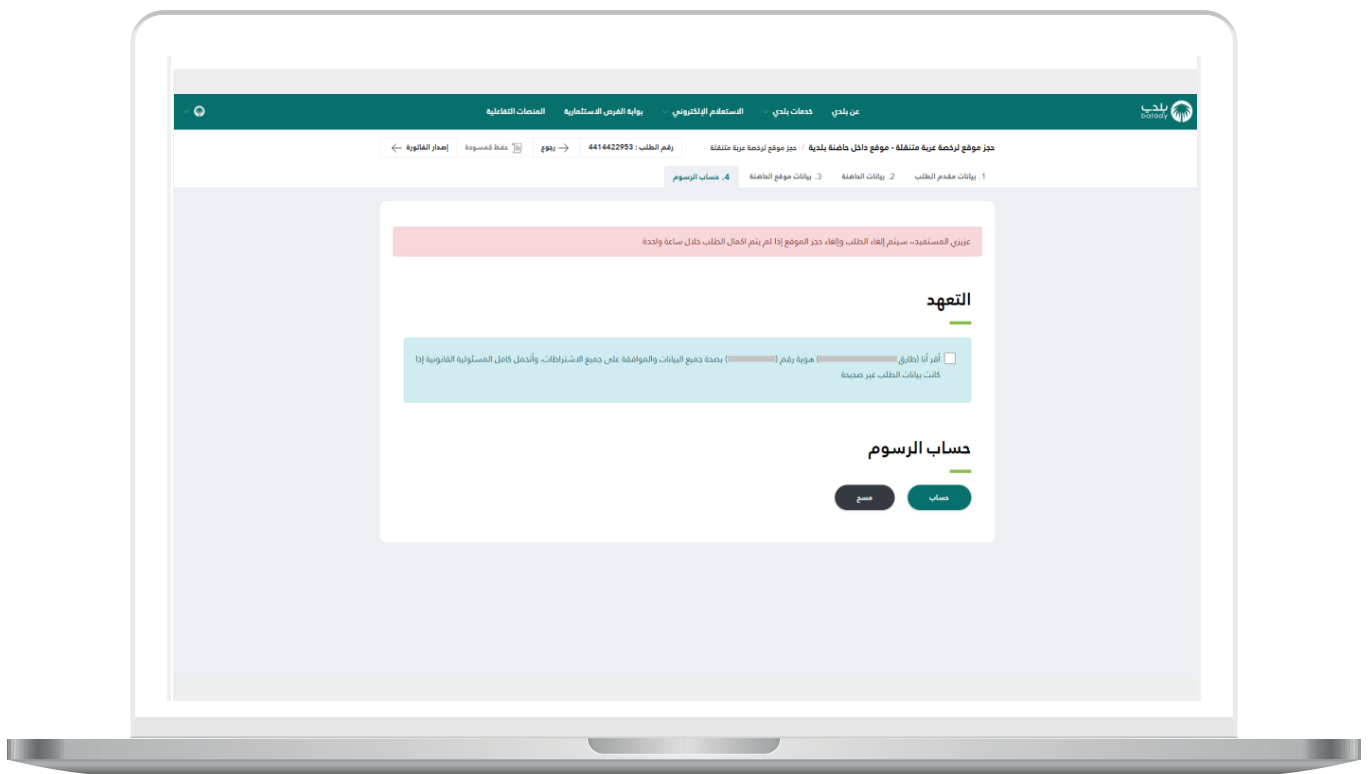 بلدي
balady
عن بلدي
خدمات بلدي
الاستعلام الإلكتروني
بوابة الفرص الاستثمارية
المنصات التفاعلية
حجز موقع لرخصة عربة متنقلة - موقع داخل حاضنة بلدية / حجز موقع لرخصة عربة متنقلة
رقم الطلب : 4414422953
رجوع
حفظ كمسودة
إصدار الفاتورة
1. بيانات مقدم الطلب
2. بيانات الحاضنة
3. بيانات موقع الحاضنة
4. حساب الرسوم
عزيزي المستفيد،، سيتم إلغاء الطلب وإلغاء حجز الموقع إذا لم يتم اكمال الطلب خلال ساعة واحدة
التعهد
أقر أنا (طارق ) هوية رقم ( ) بصحة جميع البيانات والموافقة على جميع الاشتراطات، وأتحمل كامل المسئولية القانونية إذا
كانت بيانات الطلب غير صحيحة
حساب الرسوم
حساب
مسح